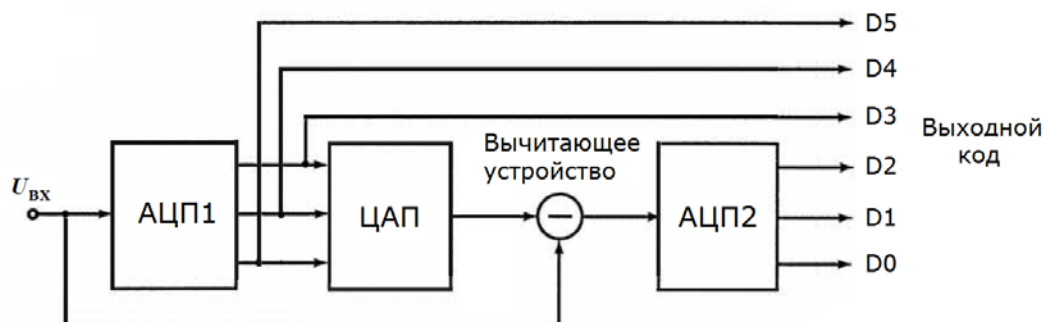 D5
D4
D3
Вычитающее
устройство
Выходной
код
D2
Uвх
АЦП1
ЦАП
АЦП2
D1
D0